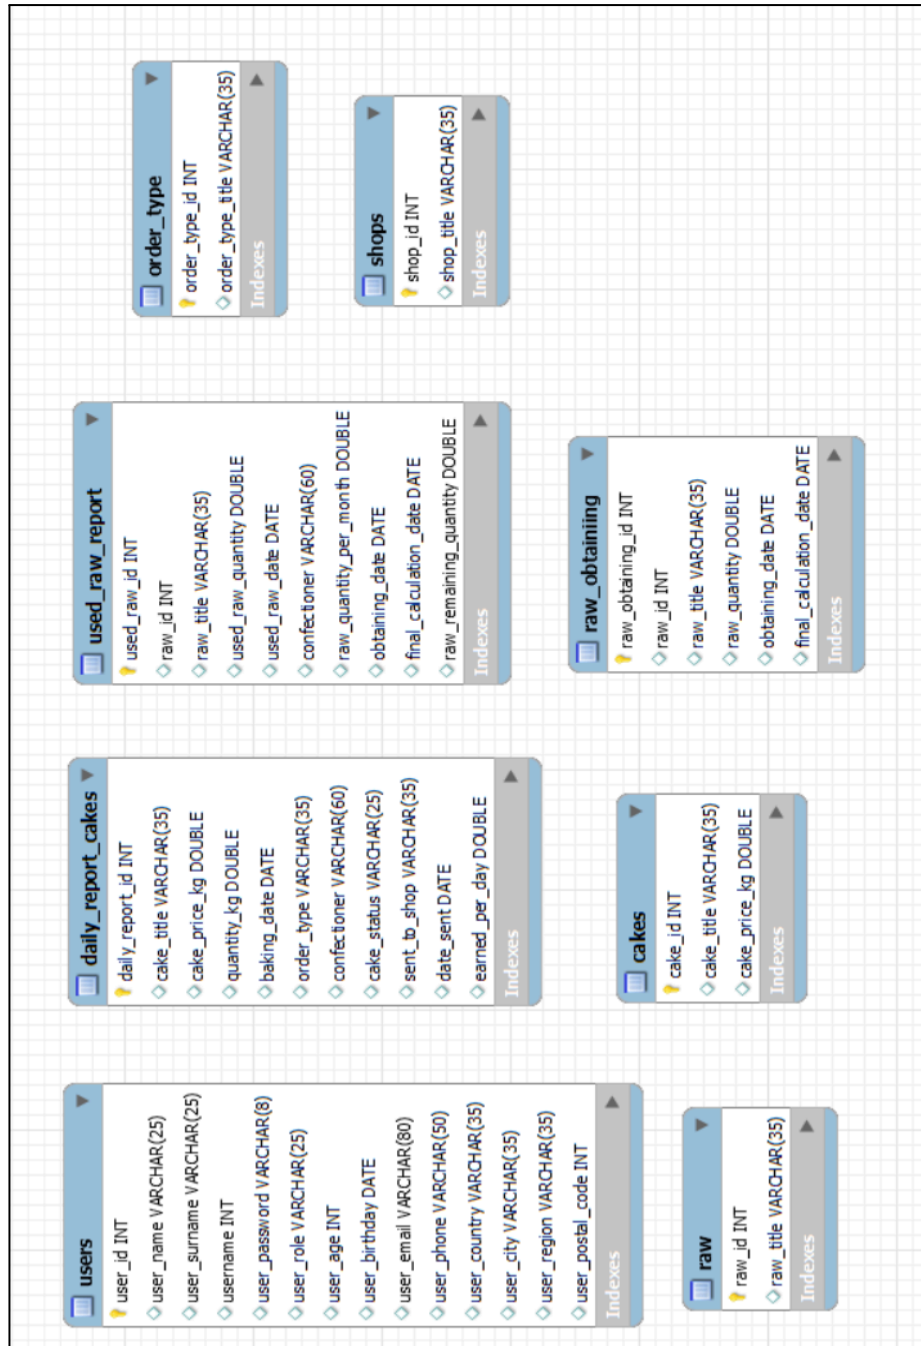 users
user_id INT
user_name VARCHAR(25)
user_surname VARCHAR(25)
username INT
user_password VARCHAR(8)
user_role VARCHAR(25)
user_age INT
user_birthday DATE
user_email VARCHAR(80)
user_phone VARCHAR(50)
user_country VARCHAR(35)
user_city VARCHAR(35)
user_region VARCHAR(35)
user_postal_code INT
Indexes
daily_report_cakes
daily_report_id INT
cake_title VARCHAR(35)
cake_price_kg DOUBLE
quantity_kg DOUBLE
baking_date DATE
order_type VARCHAR(35)
confectioner VARCHAR(60)
cake_status VARCHAR(25)
sent_to_shop VARCHAR(35)
date_sent DATE
earned_per_day DOUBLE
Indexes
used_raw_report
used_raw_id INT
raw_id INT
raw_title VARCHAR(35)
used_raw_quantity DOUBLE
used_raw_date DATE
confectioner VARCHAR(60)
raw_quantity_per_month DOUBLE
obtaining_date DATE
final_calculation_date DATE
raw_remaining_quantity DOUBLE
Indexes
order_type
order_type_id INT
order_type_title VARCHAR(35)
Indexes
shops
shop_id INT
shop_title VARCHAR(35)
Indexes
raw
raw_id INT
raw_title VARCHAR(35)
Indexes
cakes
cake_id INT
cake_title VARCHAR(35)
cake_price_kg DOUBLE
Indexes
raw_obtainiing
raw_obtaining_id INT
raw_id INT
raw_title VARCHAR(35)
raw_quantity DOUBLE
obtaining_date DATE
final_calculation_date DATE
Indexes